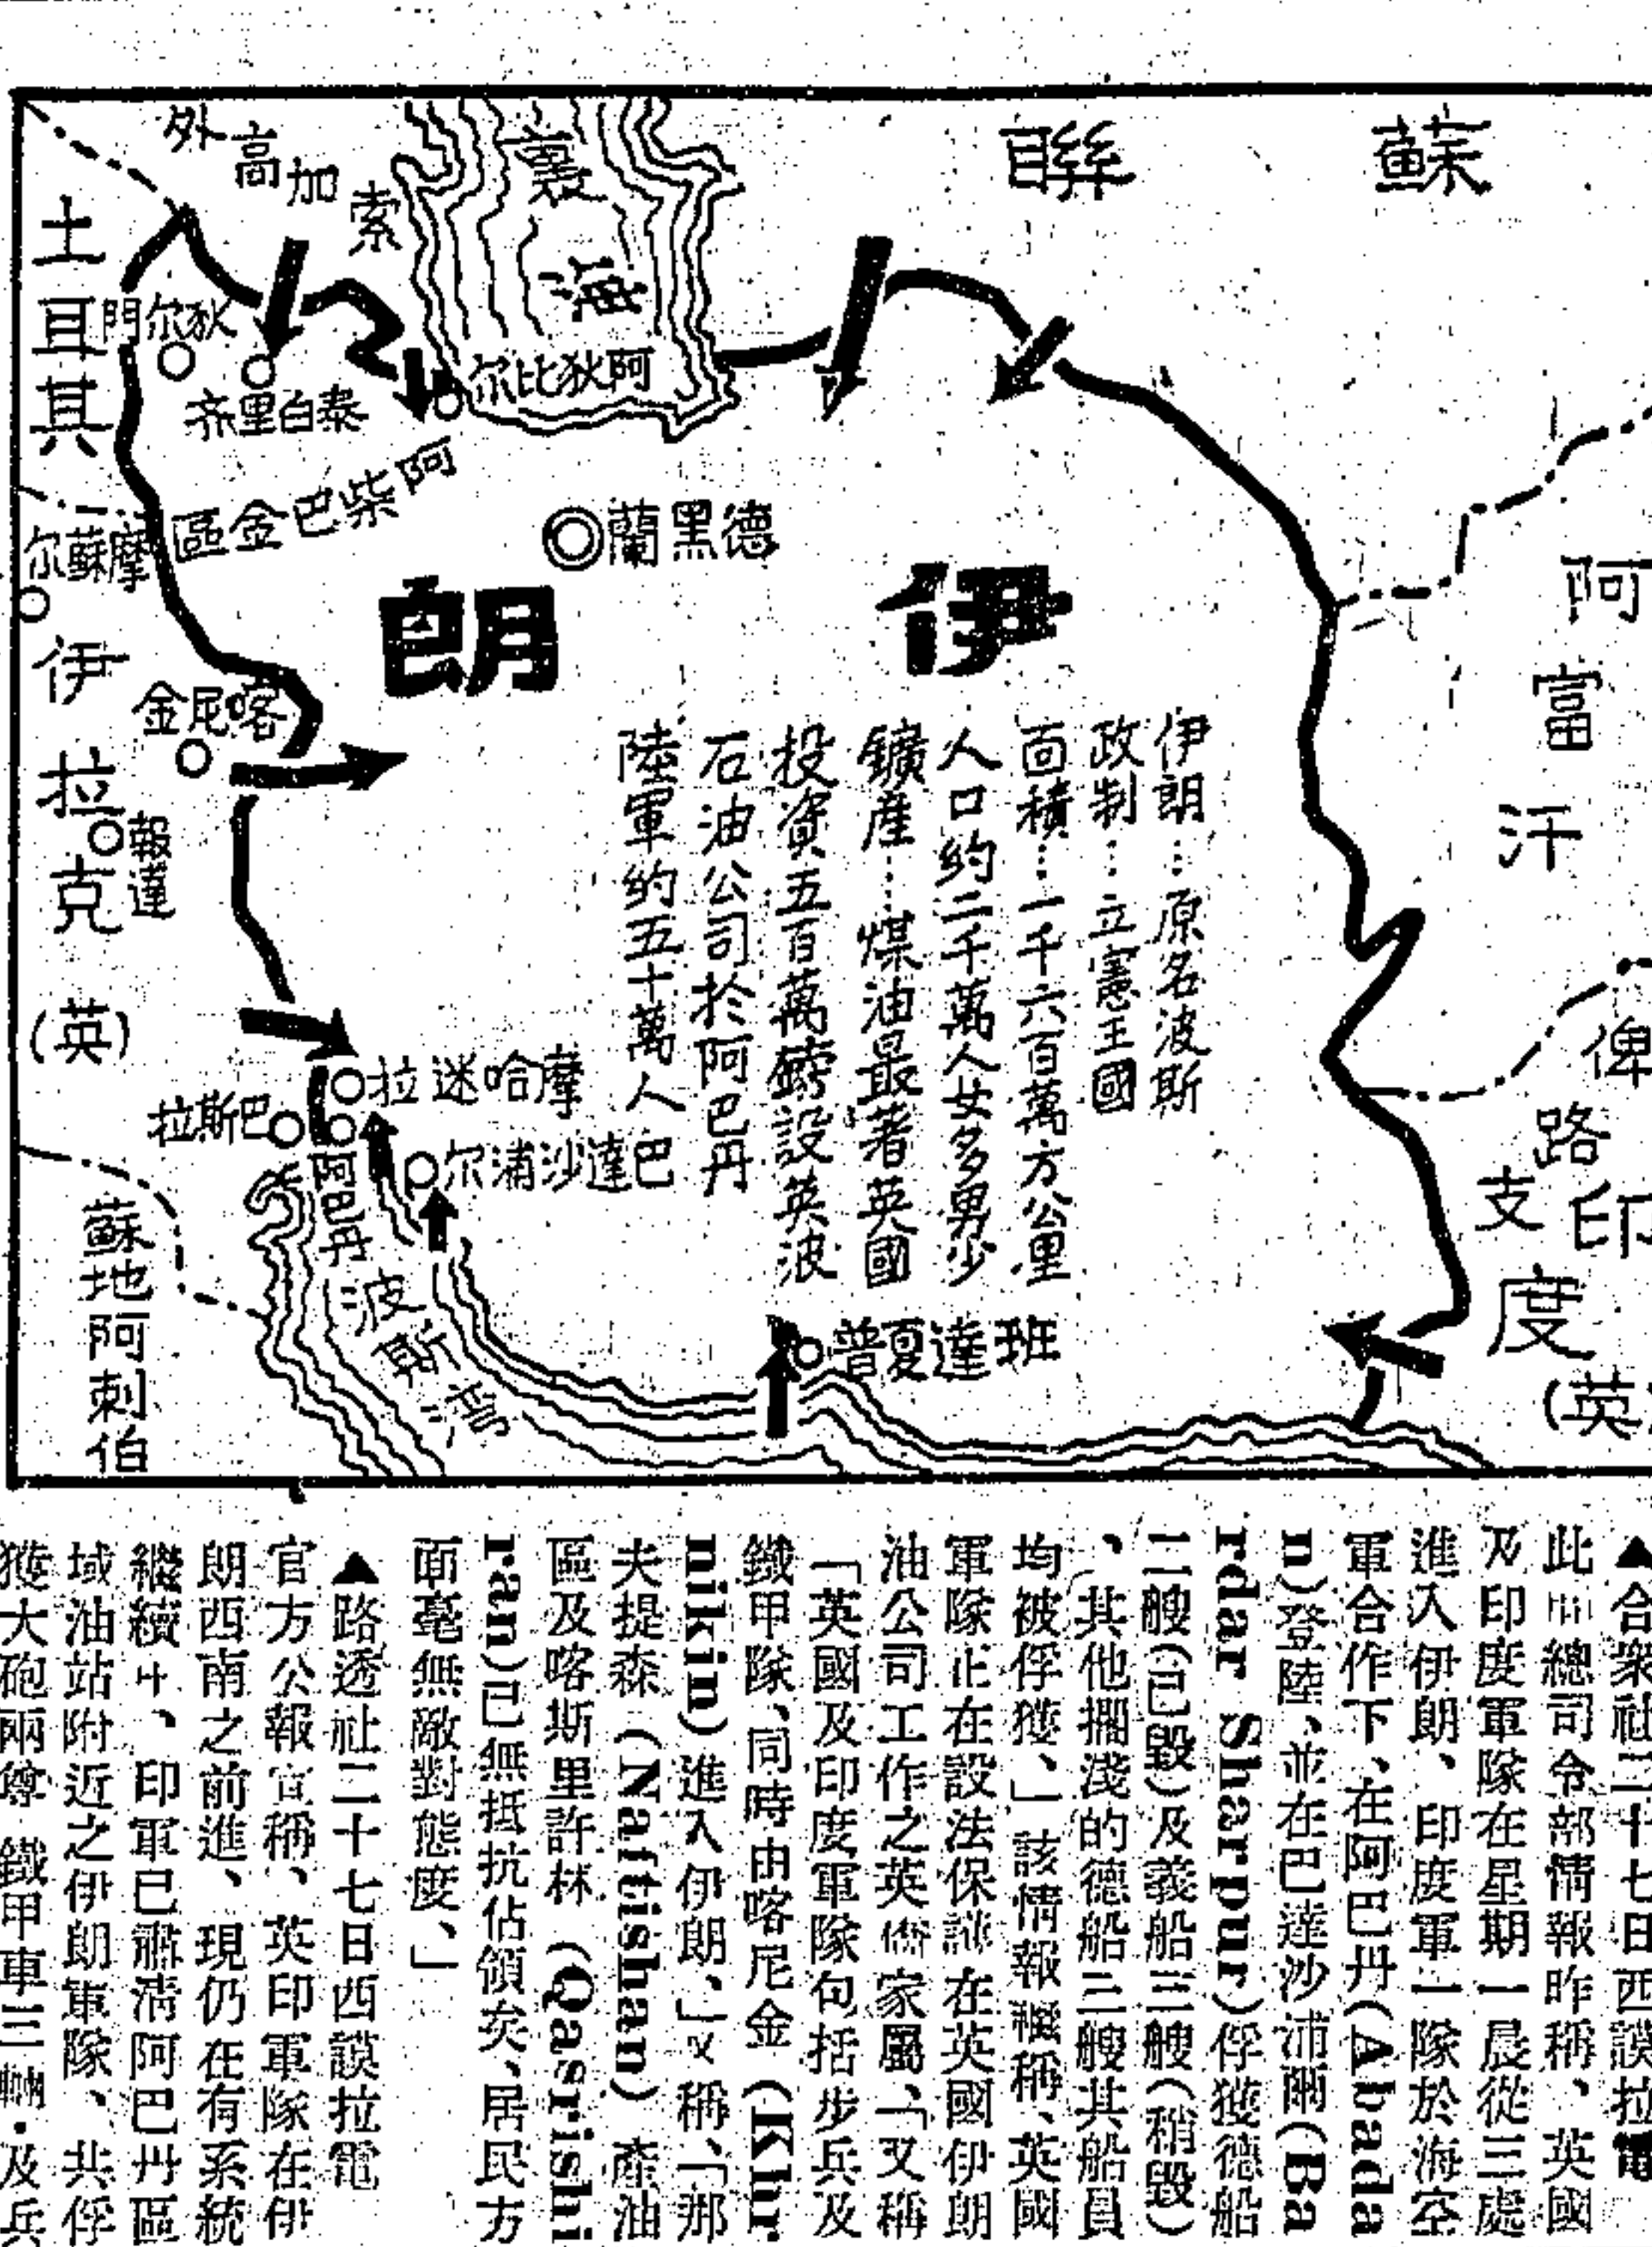 蘇聯
裏海
外高加索
土耳其
狄尔門
泰白里齐
阿狄比尔
阿柴巴金區
德黑蘭
摩蘇尔
伊朗
伊拉克
(英)
喀尼金
報達
阿富汗
俾路支
印度
(英
伊朗：原名波斯
政制：立憲王國
面積：一千六百萬方公里
人口約二千萬人女多男少
鑛產：煤油最著英國
投資五百萬鎊設英波
石油公司於阿巴丹
陸軍約五十萬人
摩哈迷拉
巴斯拉
阿巴丹
巴達沙浦尔
波斯灣
班達夏普
蘇地阿刺伯
▲合衆社二十七日西謨拉電
此間總司令部情報昨稱、英國
及印度軍隊在星期一晨從三處
進入伊朗、印度軍一隊於海空
軍合作下、在阿巴丹(Abada
n)登陸、並在巴達沙浦爾(Ba
rdar Sharpur)俘獲德船
二艘(已毀)及義船三艘(稍毀)
、其他擱淺的德船三艘其船員
均被俘獲、」該情報繼稱、英國
軍隊正在設法保護在英國伊朗
油公司工作之英僑家屬、「又稱
「英國及印度軍隊包括步兵及
鐵甲隊、同時由喀尼金(Khr
nikin)進入伊朗、」又稱、「那
夫提森(Naftishan)產油
區及喀斯里許林(Qasrishi
ran)已無抵抗佔領矣、居民方
面毫無敵對態度、」
▲路透社二十七日西謨拉電
官方公報宣稱、英印軍隊在伊
朗西南之前進、現仍在有系統
繼續中、印軍已肅清阿巴丹區
域油站附近之伊朗軍隊、共俘
獲大砲兩尊 鐵甲車三輛・及兵